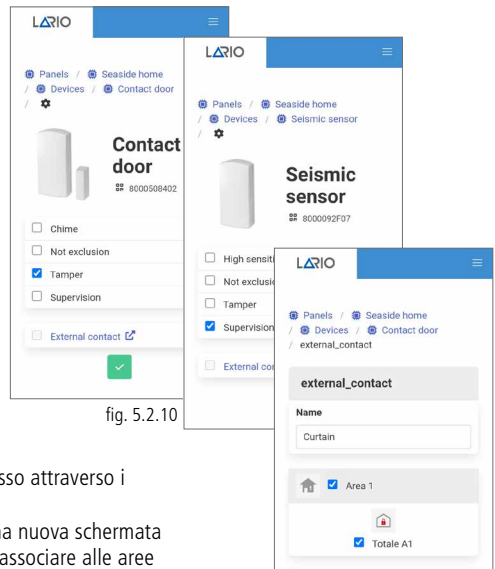 LARIO
Panels / Seaside home
/ Devices / Contact door
/
Contact
door
8000508402
Chime
Not exclusion
Tamper
Supervision
External contact
fig. 5.2.10
LARIO
Panels / Seaside home
/ Devices / Seismic sensor
/
Seismic
sensor
8000092F07
High sensiti
Not exclusi
Tamper
Supervision
External co
LARIO
Panels / Seaside home
/ Devices / Contact door
/ external_contact
external_contact
Name
Curtain
Area 1
Totale A1
sso attraverso i
na nuova schermata
associare alle aree